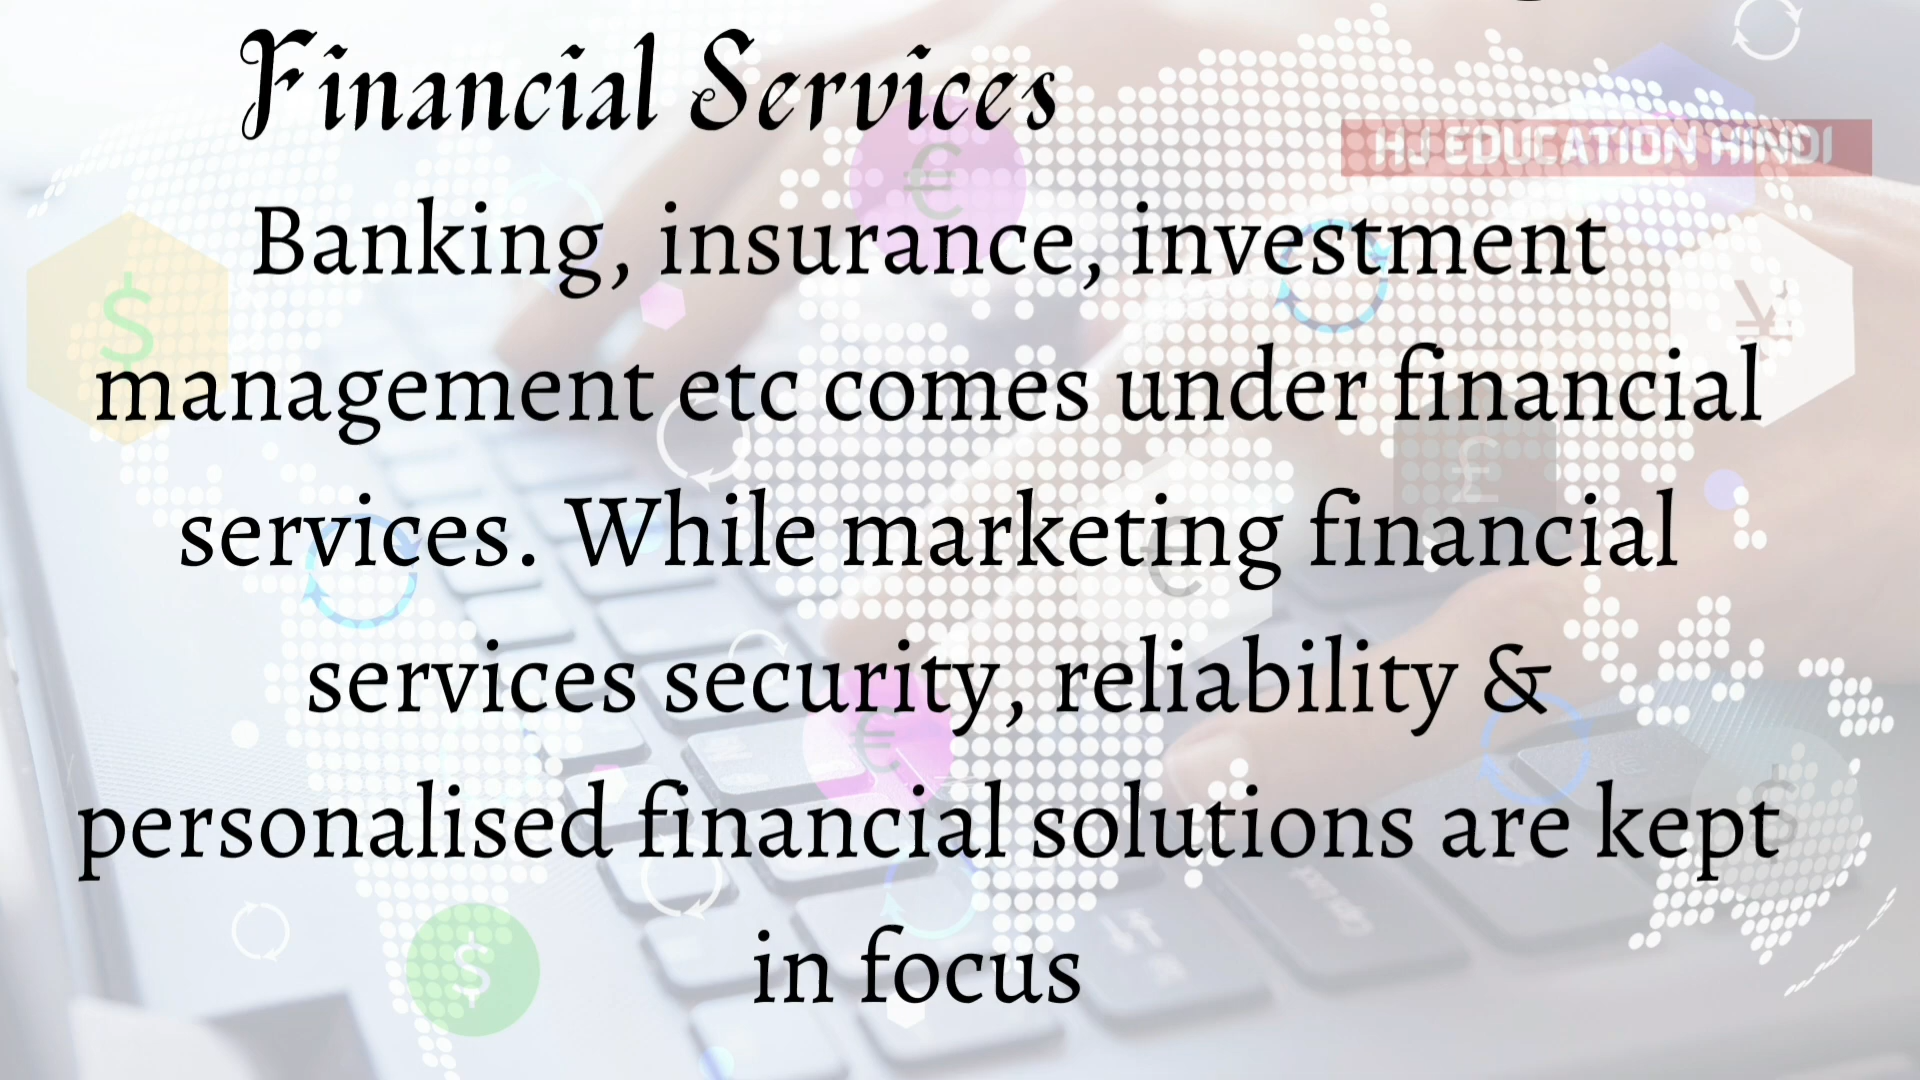 Financial Services
HJ EDUCATION HINDI
Banking, insurance, investment
management etc comes under financial
services. While marketing financial
services security, reliability &
personalised financial solutions are kept
in focus